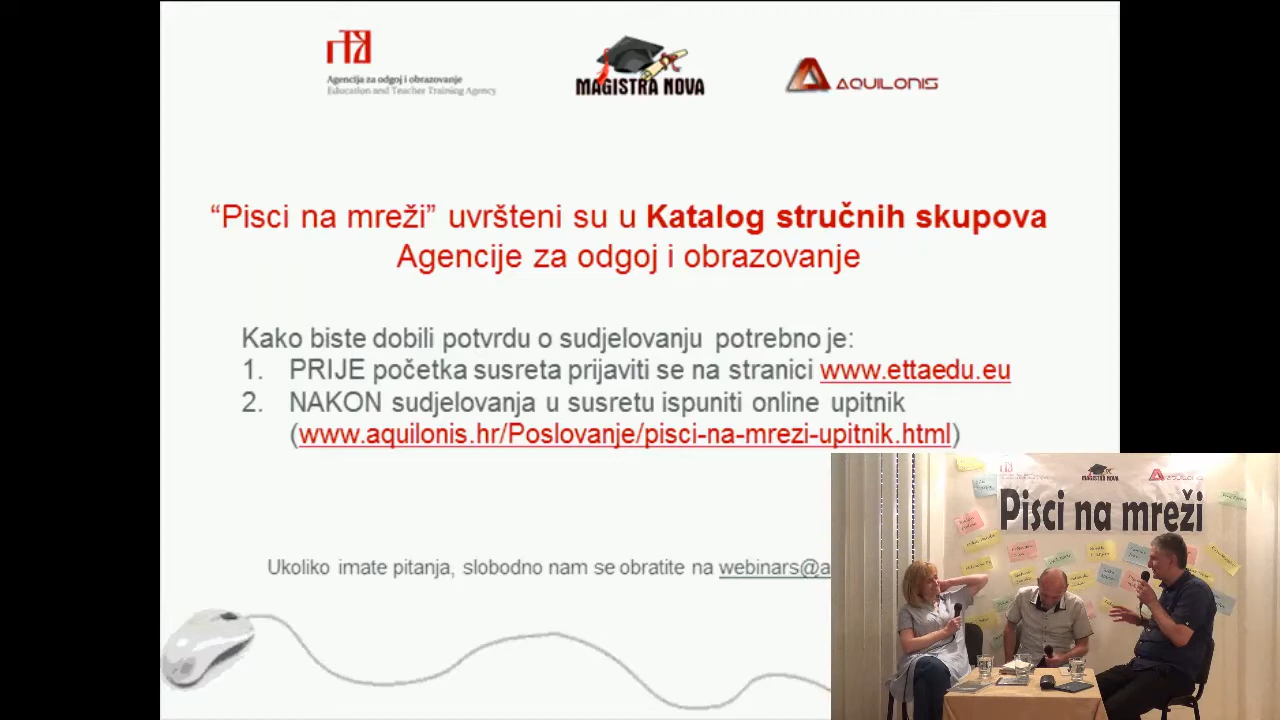 Agencija za odgoj i obrazovanje
Education and Teacher Training Agency
MAGISTRA NOVA
AQUILONIS
“Pisci na mreži” uvršteni su u Katalog stručnih skupova
Agencije za odgoj i obrazovanje
Kako biste dobili potvrdu o sudjelovanju potrebno je:
1. PRIJE početka susreta prijaviti se na stranici www.ettaedu.eu
2. NAKON sudjelovanja u susretu ispuniti online upitnik
(www.aquilonis.hr/Poslovanje/pisci-na-mrezi-upitnik.html)
Ukoliko imate pitanja, slobodno nam se obratite na webinars@a
MAGISTRA NOVA
AQUILONIS
Pisci na mreži